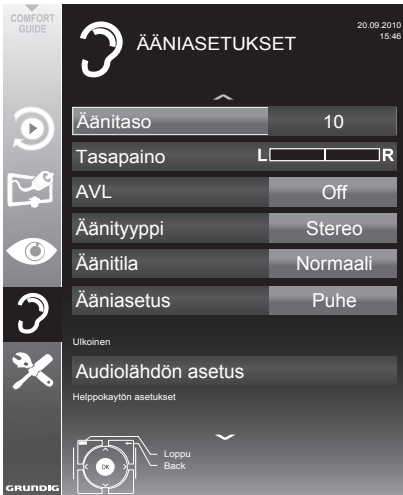 COMFORT
GUIDE
ÄÄNIASETUKSET
20.09.2010
15:46
Äänitaso 10
Tasapaino L R
AVL Off
Äänityyppi Stereo
Äänitila Normaali
Ääniasetus Puhe
Ulkoinen
Audiolähdön asetus
Helppokaytön asetukset
Loppu
Back
OK
GRUNDIG